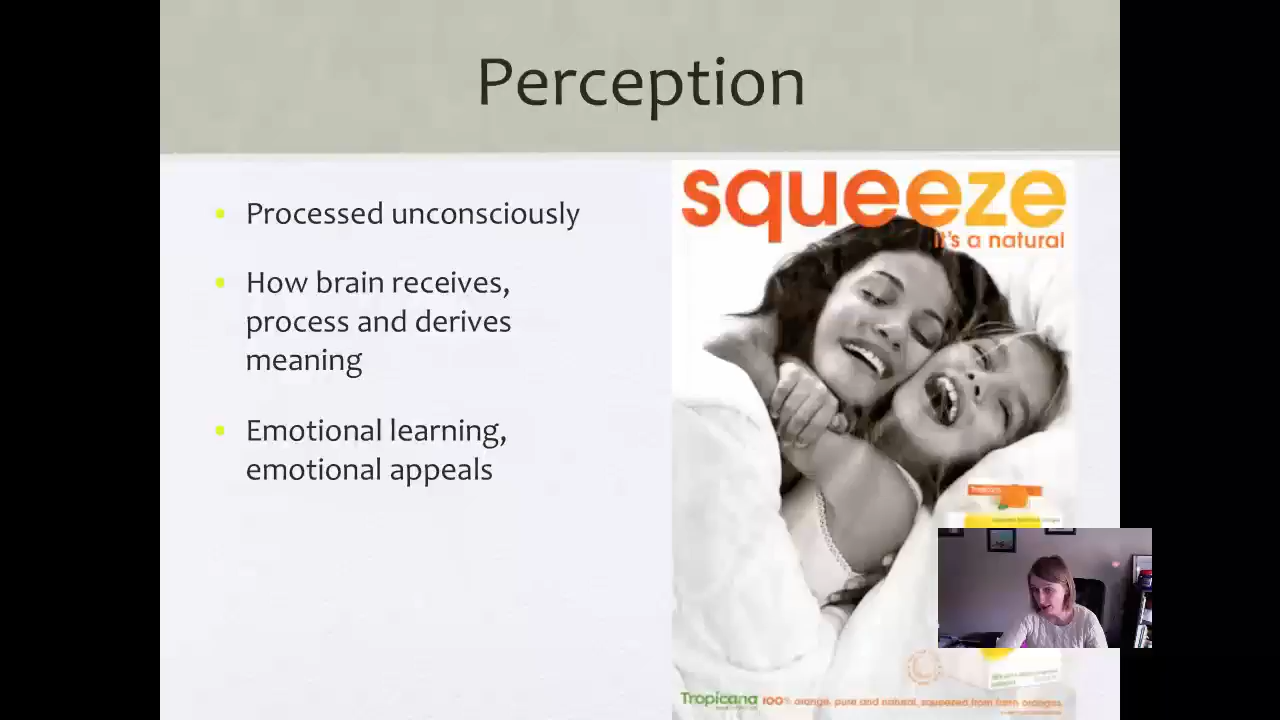 Perception
Processed unconsciously
How brain receives,
process and derives
meaning
Emotional learning,
emotional appeals
squeeze
it's a natural
Tropicana
Tropicana 100% orange, pure and natural, squeezed from fresh oranges.